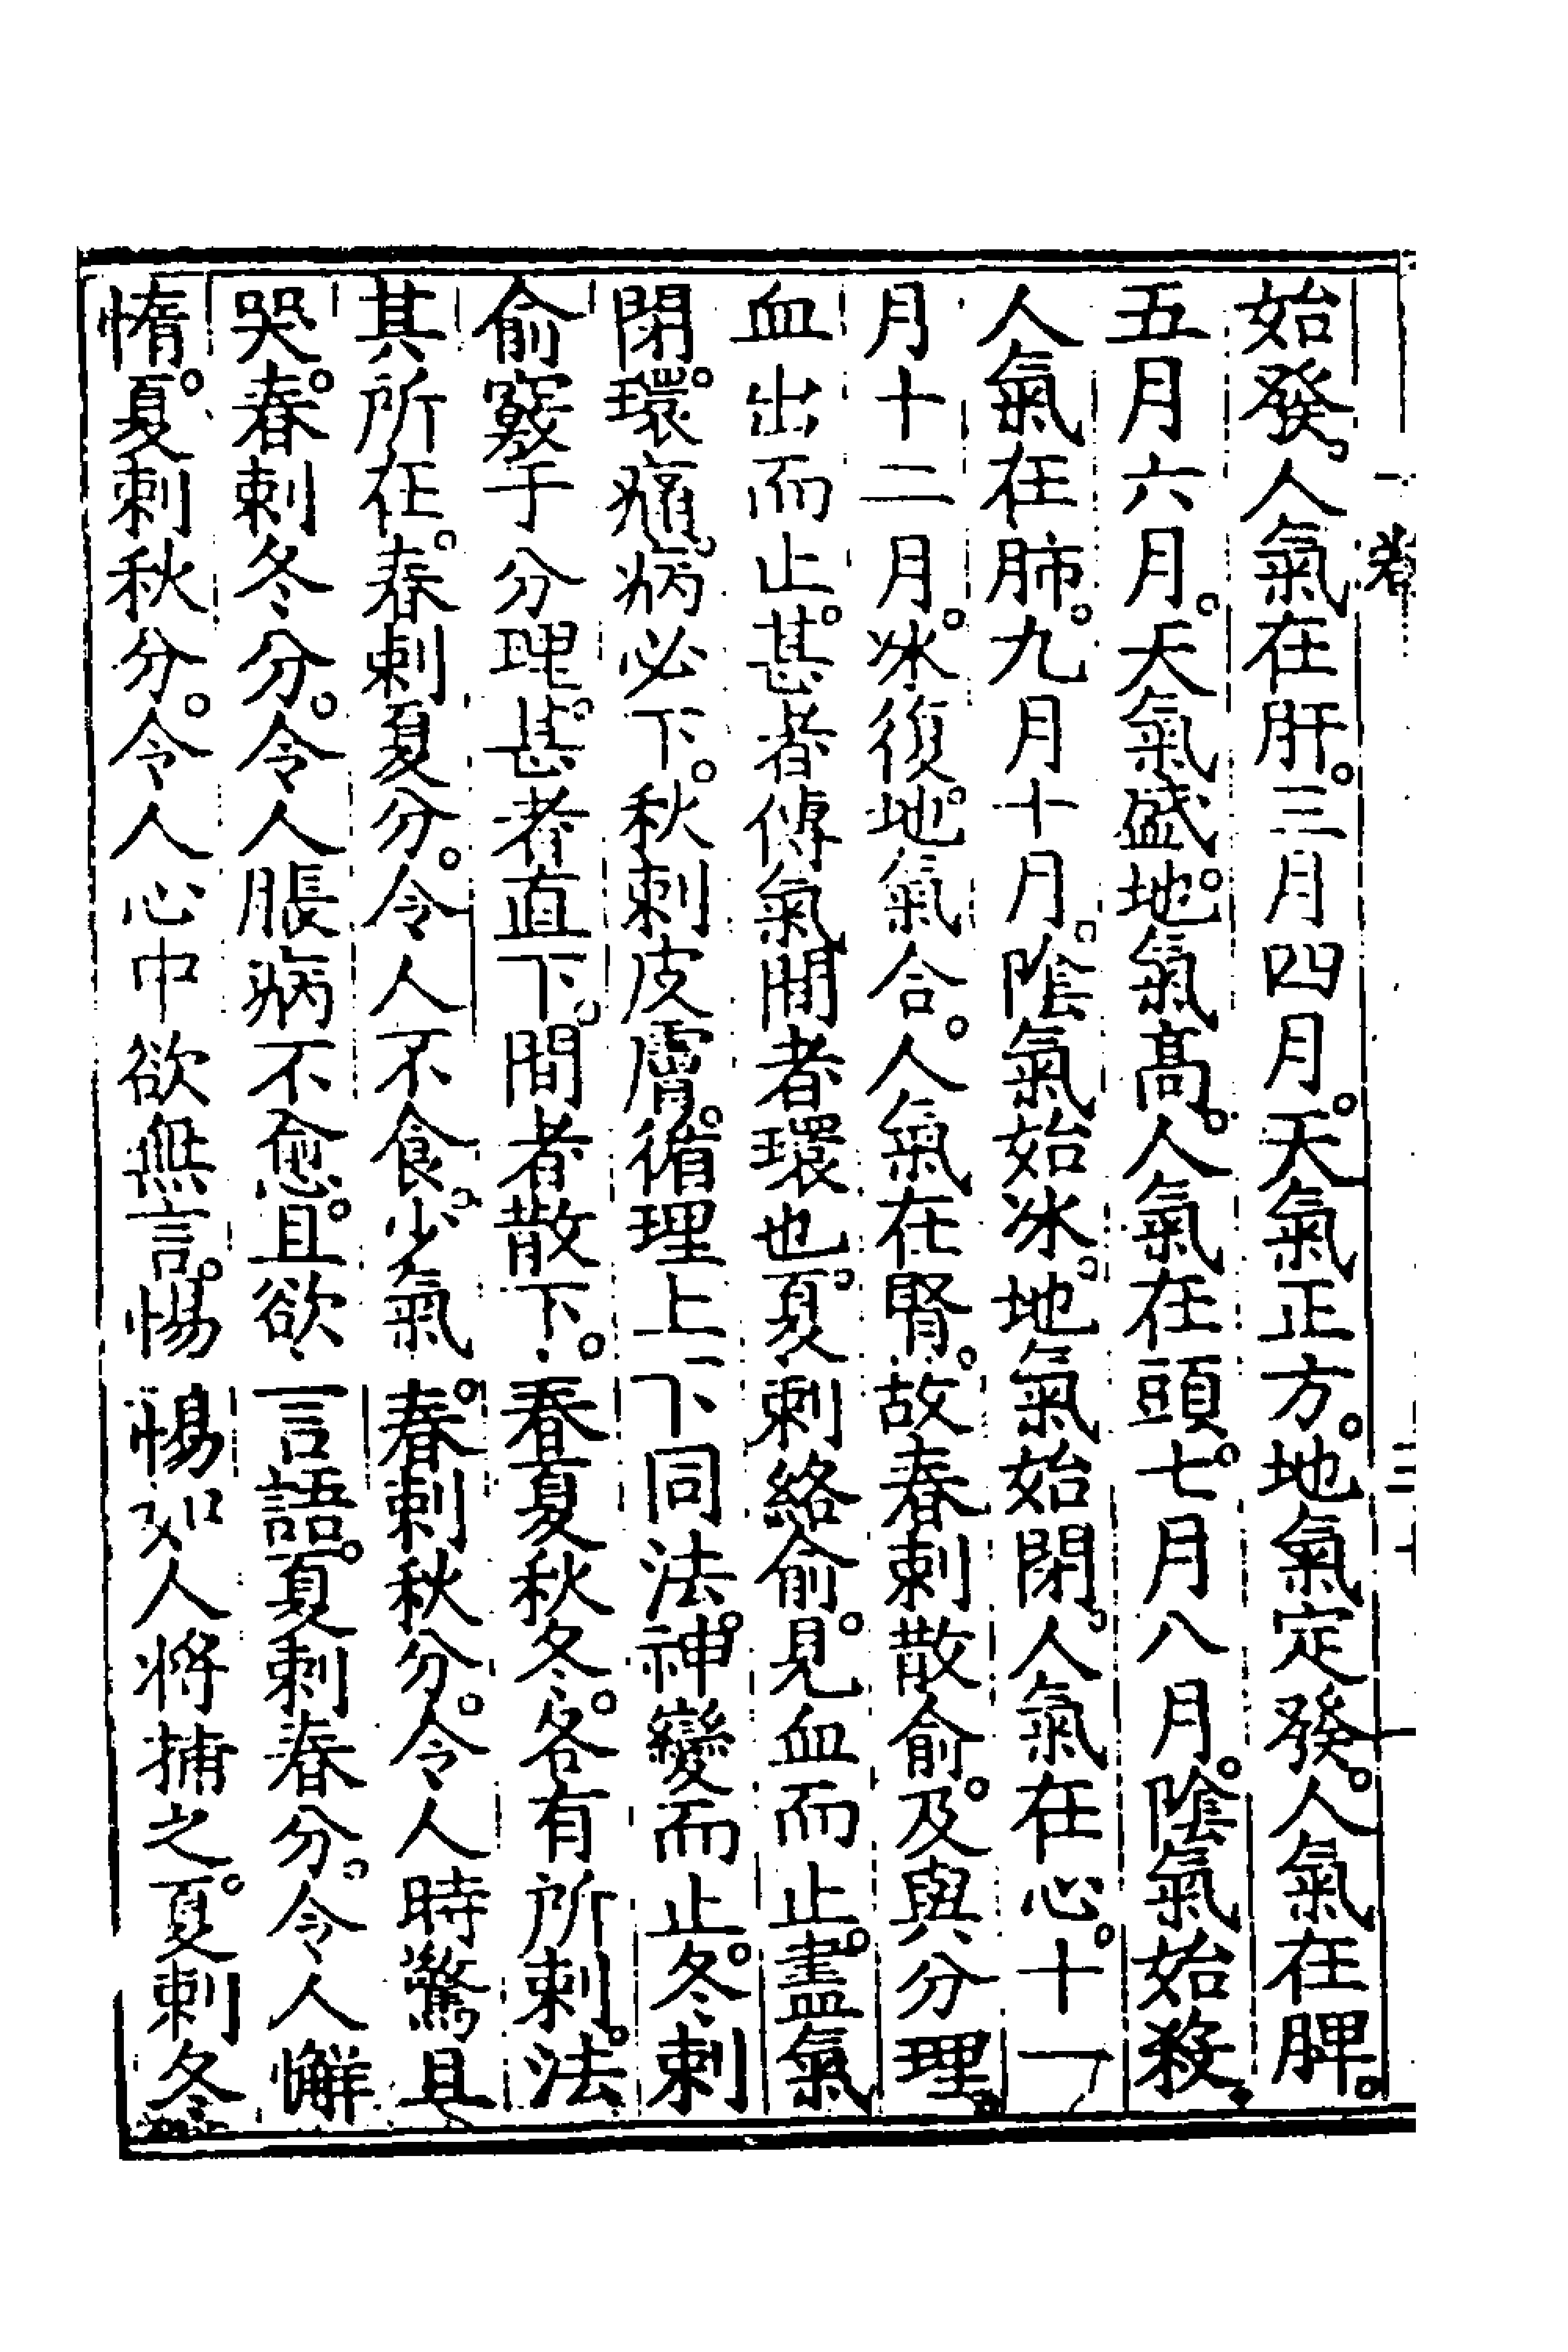 始發。人氣在肝。三月四月。天氣正方。地氣定發。人氣在脾。
五月六月。天氣盛。地氣高。人氣在頭。七月八月。陰氣始殺。
人氣在肺。九月十月。陰氣始冰。地氣始閉。人氣在心。十一
月十二月。冰復。地氣合。人氣在腎。故春刺散俞。及與分理。
血出而止。甚者傳氣。間者環也。夏刺絡俞。見血而止。盡氣
閉。環痛。病必下。秋刺皮膚。循理上下同法。神變而止。冬刺
俞竅于分理。甚者直下。間者散下。春夏秋冬。各有所刺。法
其所在。春刺夏分。令人不食。少氣。春刺秋分。令人時驚且
哭。春刺冬分。令人脹病不愈。且欲言語。夏刺春分。令人懈
惰。夏刺秋分。令人心中欲無言。惕惕如人將捕之。夏刺冬